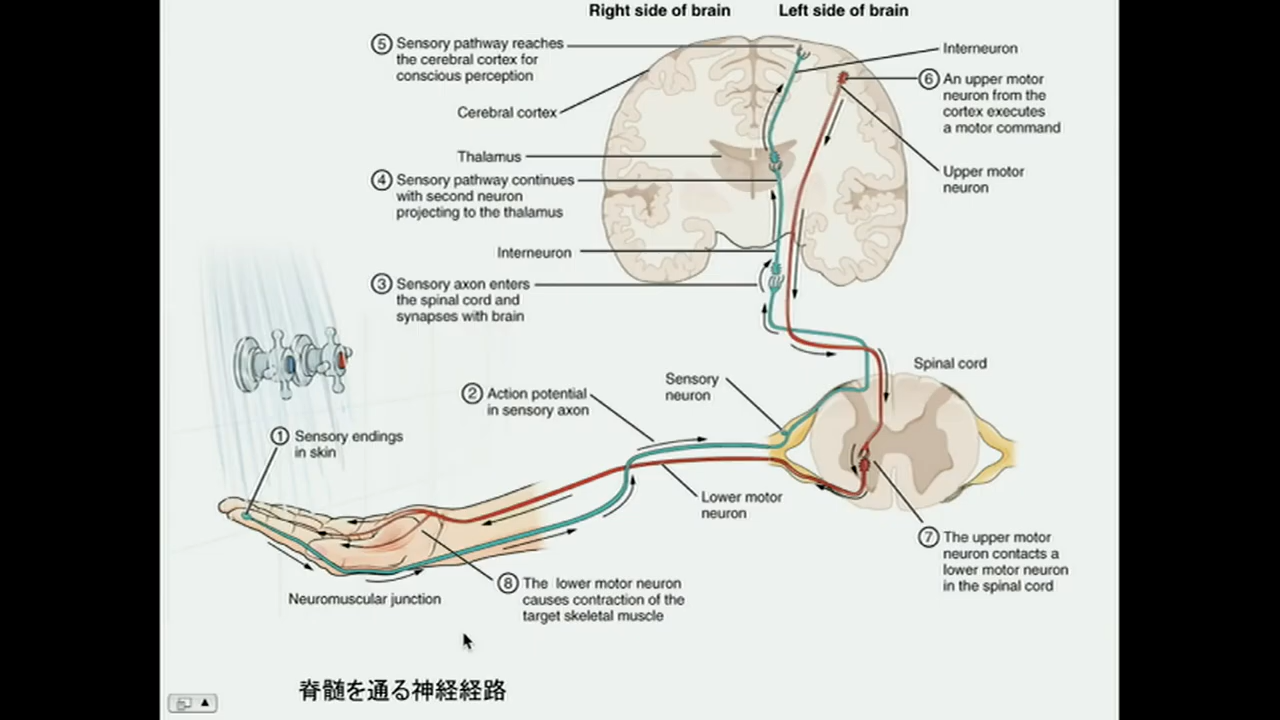 Right side of brain
Left side of brain
5 Sensory pathway reaches
the cerebral cortex for
conscious perception
Interneuron
6 An upper motor
neuron from the
cortex executes
a motor command
Cerebral cortex
Thalamus
Upper motor
neuron
4 Sensory pathway continues
with second neuron
projecting to the thalamus
Interneuron
3 Sensory axon enters
the spinal cord and
synapses with brain
Spinal cord
Sensory
neuron
2 Action potential
in sensory axon
1 Sensory endings
in skin
Lower motor
neuron
7 The upper motor
neuron contacts a
lower motor neuron
in the spinal cord
8 The lower motor neuron
causes contraction of the
target skeletal muscle
Neuromuscular junction
脊髄を通る神経経路